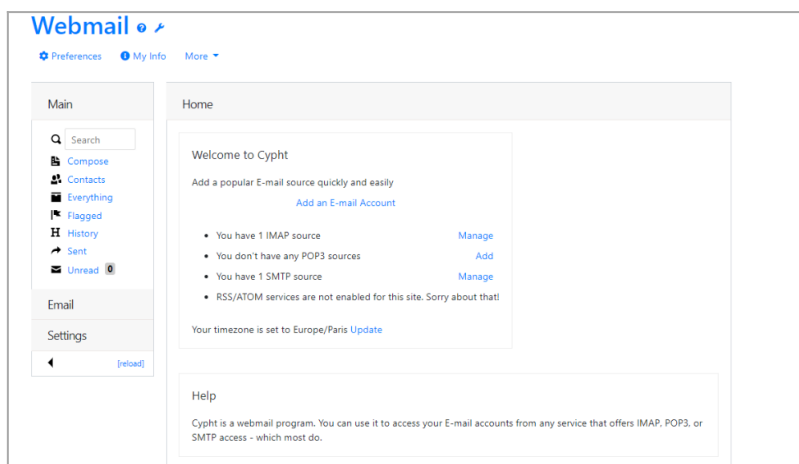 Webmail
Preferences My Info More
Main
Search
Compose
Contacts
Everything
Flagged
History
Sent
Unread 0
Email
Settings
[reload]
Home
Welcome to Cypht
Add a popular E-mail source quickly and easily
Add an E-mail Account
You have 1 IMAP source Manage
You don't have any POP3 sources Add
You have 1 SMTP source Manage
RSS/ATOM services are not enabled for this site. Sorry about that!
Your timezone is set to Europe/Paris Update
Help
Cypht is a webmail program. You can use it to access your E-mail accounts from any service that offers IMAP, POP3, or
SMTP access - which most do.